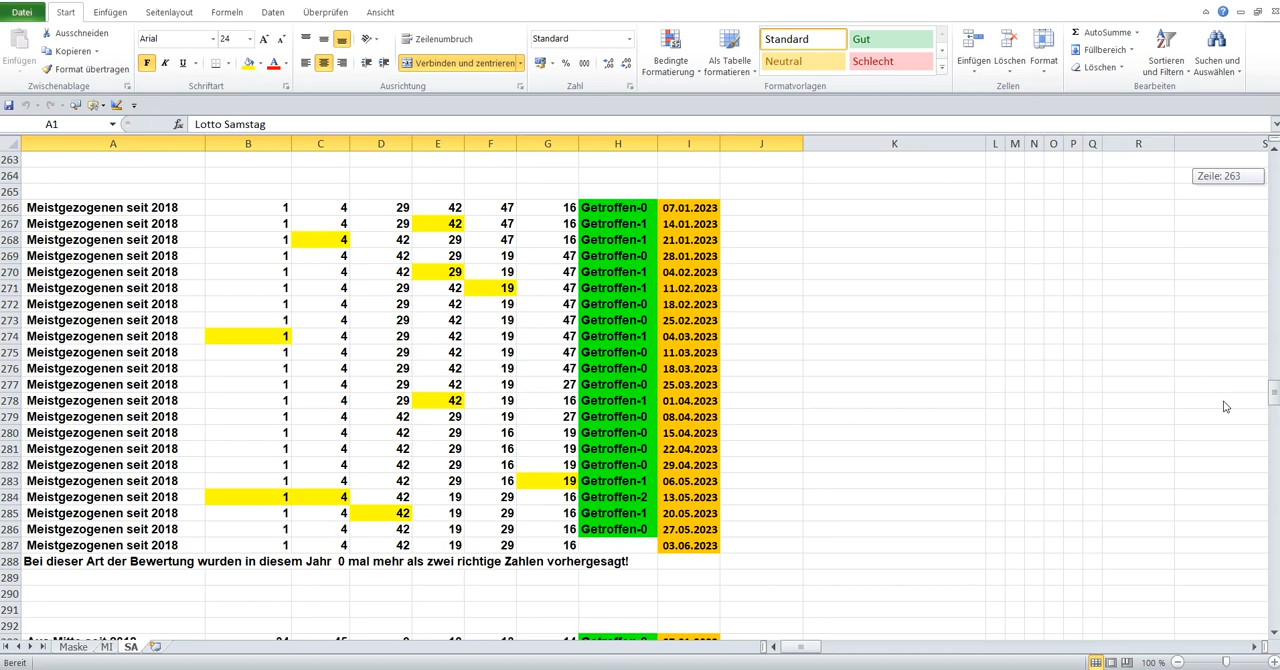 Datei Start Einfügen Seitenlayout Formeln Daten Überprüfen Ansicht
Ausschneiden
Kopieren
Format übertragen
Einfügen
Zwischenablage
Arial 24
F K U
Schriftart
Zeilenumbruch
Verbinden und zentrieren
Ausrichtung
Standard
% 000
Zahl
Bedingte Formatierung
Als Tabelle formatieren
Standard Gut
Neutral Schlecht
Formatvorlagen
Einfügen Löschen Format
Zellen
Σ AutoSumme
Füllbereich
Löschen
Sortieren und Filtern
Suchen und Auswählen
Bearbeiten
A1 fx Lotto Samstag
A B C D E F G H I J K L M N O P Q R S
263
264 Zeile: 263
265
266 Meistgezogenen seit 2018 1 4 29 42 47 16 Getroffen-0 07.01.2023
267 Meistgezogenen seit 2018 1 4 29 42 47 16 Getroffen-1 14.01.2023
268 Meistgezogenen seit 2018 1 4 42 29 47 16 Getroffen-1 21.01.2023
269 Meistgezogenen seit 2018 1 4 42 29 19 47 Getroffen-0 28.01.2023
270 Meistgezogenen seit 2018 1 4 42 29 19 47 Getroffen-1 04.02.2023
271 Meistgezogenen seit 2018 1 4 29 42 19 47 Getroffen-1 11.02.2023
272 Meistgezogenen seit 2018 1 4 29 42 19 47 Getroffen-0 18.02.2023
273 Meistgezogenen seit 2018 1 4 29 42 19 47 Getroffen-0 25.02.2023
274 Meistgezogenen seit 2018 1 4 29 42 19 47 Getroffen-1 04.03.2023
275 Meistgezogenen seit 2018 1 4 29 42 19 47 Getroffen-0 11.03.2023
276 Meistgezogenen seit 2018 1 4 29 42 19 47 Getroffen-0 18.03.2023
277 Meistgezogenen seit 2018 1 4 29 42 19 27 Getroffen-0 25.03.2023
278 Meistgezogenen seit 2018 1 4 29 42 19 16 Getroffen-1 01.04.2023
279 Meistgezogenen seit 2018 1 4 42 29 19 27 Getroffen-0 08.04.2023
280 Meistgezogenen seit 2018 1 4 42 29 16 19 Getroffen-0 15.04.2023
281 Meistgezogenen seit 2018 1 4 42 29 16 19 Getroffen-0 22.04.2023
282 Meistgezogenen seit 2018 1 4 42 29 16 19 Getroffen-0 29.04.2023
283 Meistgezogenen seit 2018 1 4 42 29 16 19 Getroffen-1 06.05.2023
284 Meistgezogenen seit 2018 1 4 42 19 29 16 Getroffen-2 13.05.2023
285 Meistgezogenen seit 2018 1 4 42 19 29 16 Getroffen-1 20.05.2023
286 Meistgezogenen seit 2018 1 4 42 19 29 16 Getroffen-0 27.05.2023
287 Meistgezogenen seit 2018 1 4 42 19 29 16 03.06.2023
288 Bei dieser Art der Bewertung wurden in diesem Jahr 0 mal mehr als zwei richtige Zahlen vorhergesagt!
289
290
291
292
Maske MI SA
Bereit 100 %